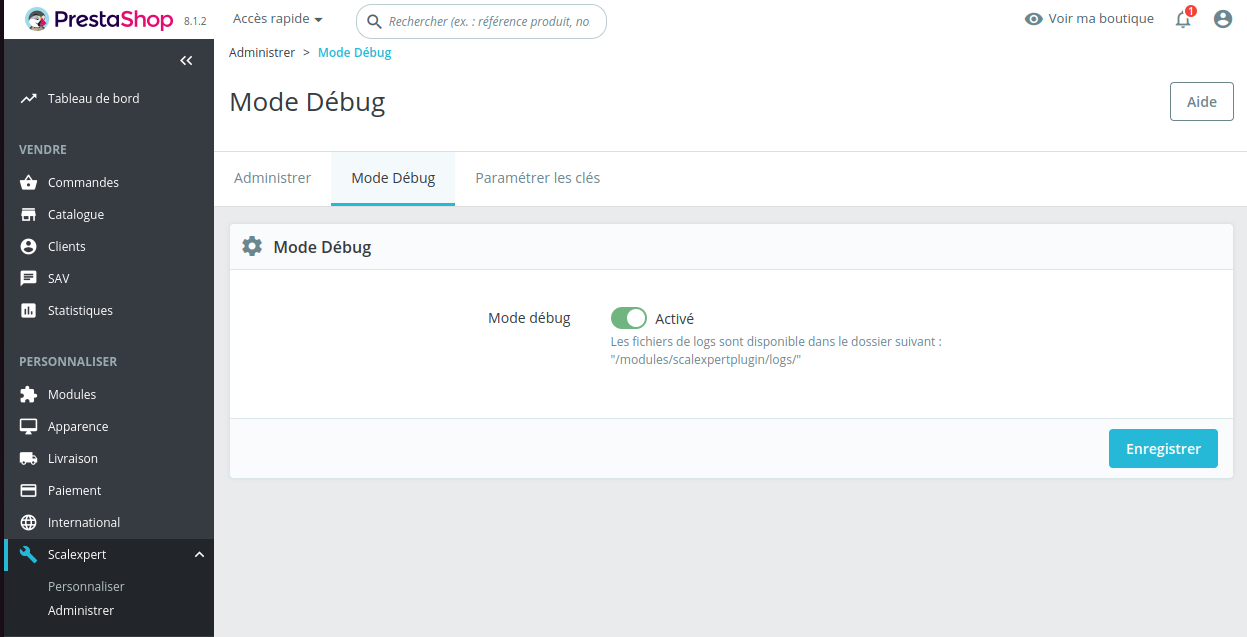 PrestaShop 8.1.2
Accès rapide
Rechercher (ex. : référence produit, no
Voir ma boutique
1
Administrer > Mode Débug
Mode Débug
Aide
Administrer
Mode Débug
Paramétrer les clés
Tableau de bord
VENDRE
Commandes
Catalogue
Clients
SAV
Statistiques
PERSONNALISER
Modules
Apparence
Livraison
Paiement
International
Scalexpert
Personnaliser
Administrer
Mode Débug
Mode débug
Activé
Les fichiers de logs sont disponible dans le dossier suivant :
"/modules/scalexpertplugin/logs/"
Enregistrer